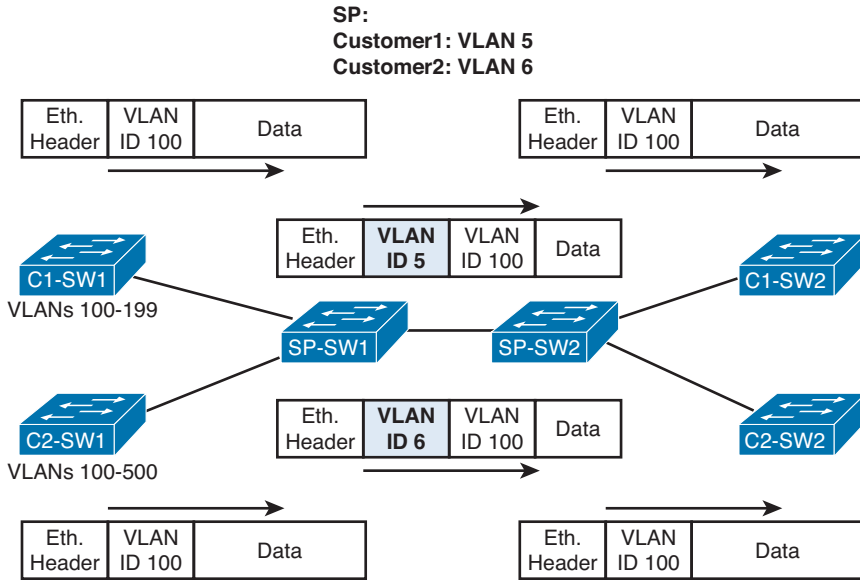 SP:
Customer1: VLAN 5
Customer2: VLAN 6
Eth. Header VLAN ID 100 Data
Eth. Header VLAN ID 100 Data
Eth. Header VLAN ID 5 VLAN ID 100 Data
C1-SW1
VLANs 100-199
C1-SW2
SP-SW1
SP-SW2
C2-SW1
VLANs 100-500
C2-SW2
Eth. Header VLAN ID 6 VLAN ID 100 Data
Eth. Header VLAN ID 100 Data
Eth. Header VLAN ID 100 Data